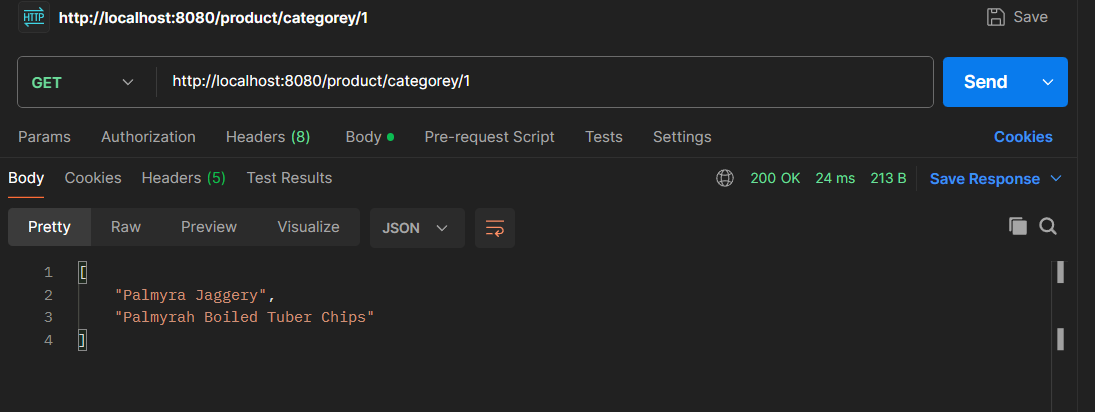 HTTP http://localhost:8080/product/categorey/1 Save
GET http://localhost:8080/product/categorey/1 Send
Params Authorization Headers (8) Body Pre-request Script Tests Settings Cookies
Body Cookies Headers (5) Test Results 200 OK 24 ms 213 B Save Response
Pretty Raw Preview Visualize JSON
1 [
2 "Palmyra Jaggery",
3 "Palmyrah Boiled Tuber Chips"
4 ]